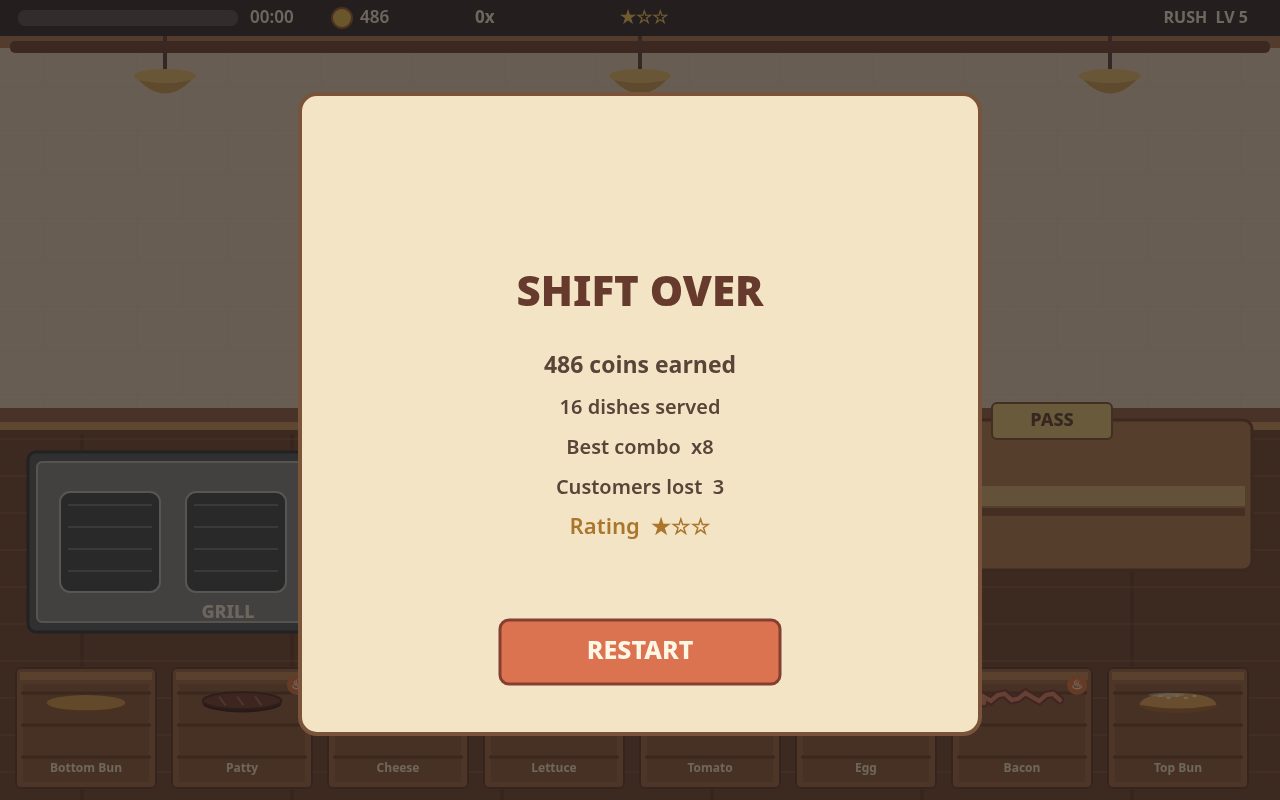 00:00 486 0x ★☆☆ RUSH LV 5
SHIFT OVER
486 coins earned
16 dishes served
Best combo x8
Customers lost 3
Rating ★☆☆
RESTART
PASS
GRILL
Bottom Bun Patty Cheese Lettuce Tomato Egg Bacon Top Bun